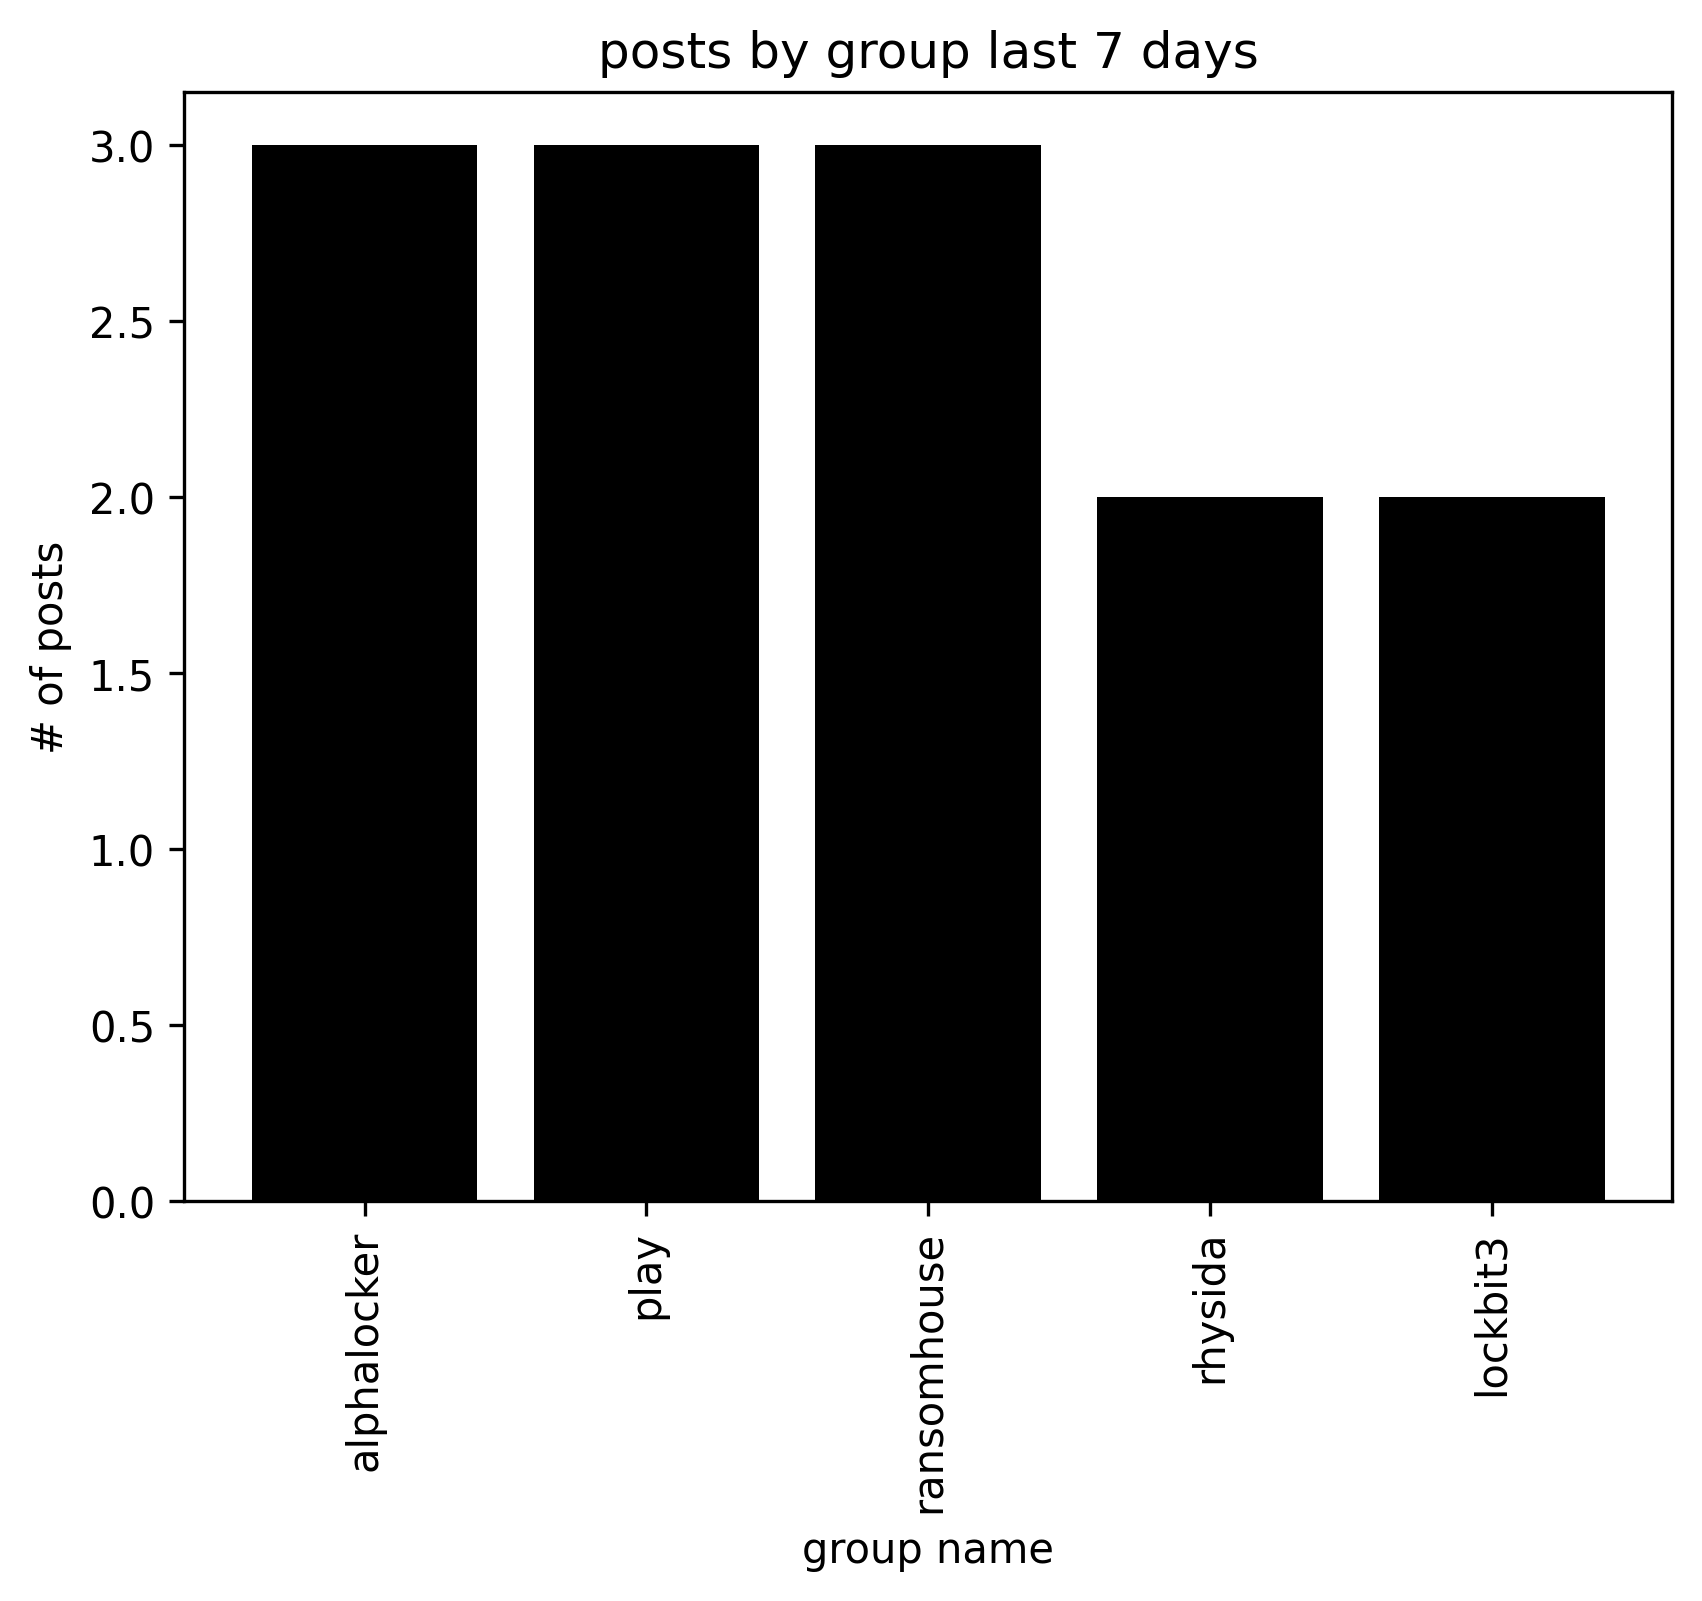 posts by group last 7 days
3.0
2.5
2.0
1.5
1.0
0.5
0.0
# of posts
alphalocker
play
ransomhouse
rhysida
lockbit3
group name